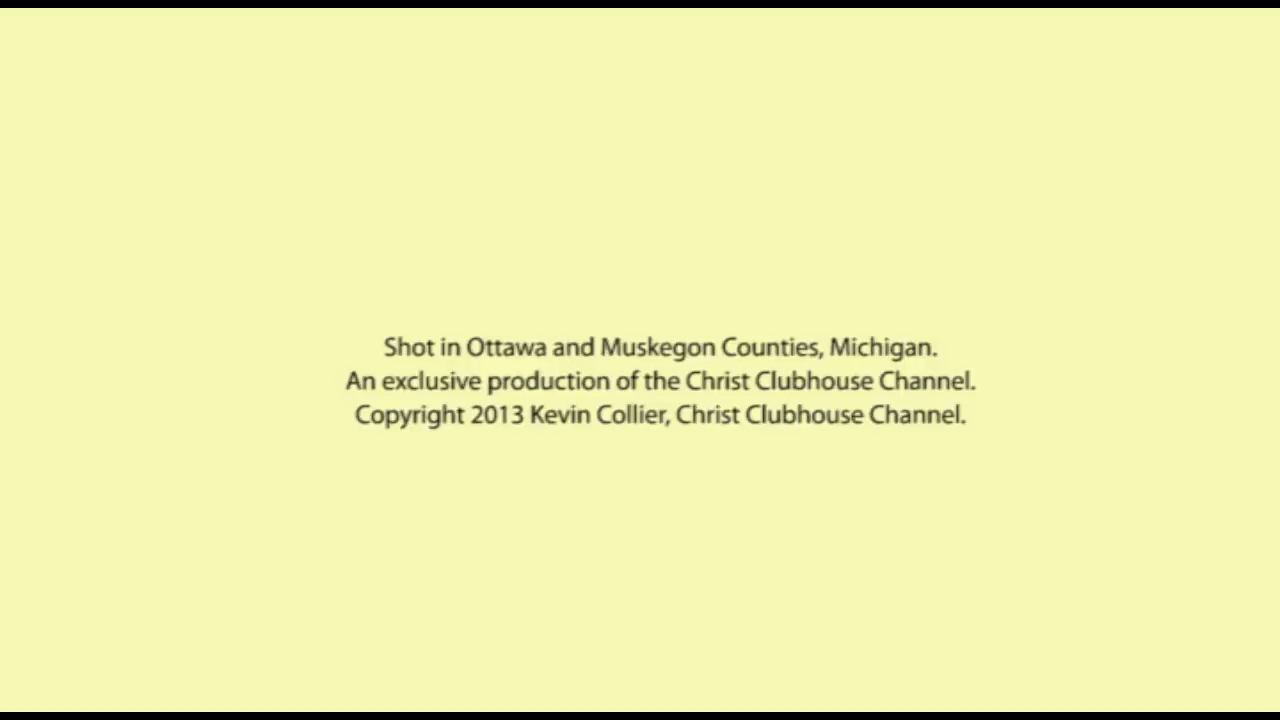 Shot in Ottawa and Muskegon Counties, Michigan.
An exclusive production of the Christ Clubhouse Channel.
Copyright 2013 Kevin Collier, Christ Clubhouse Channel.